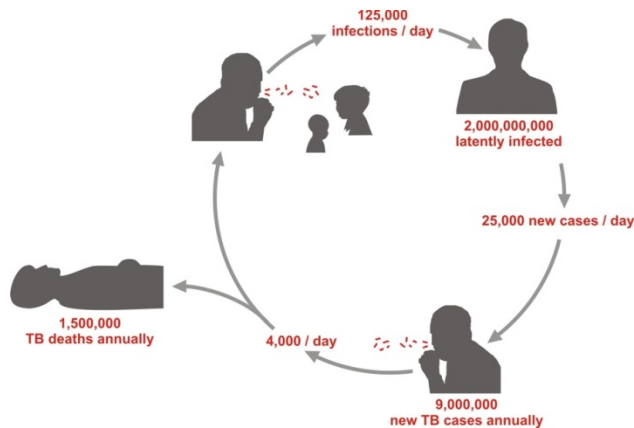 125,000
infections / day
2,000,000,000
latently infected
25,000 new cases / day
9,000,000
new TB cases annually
4,000 / day
1,500,000
TB deaths annually